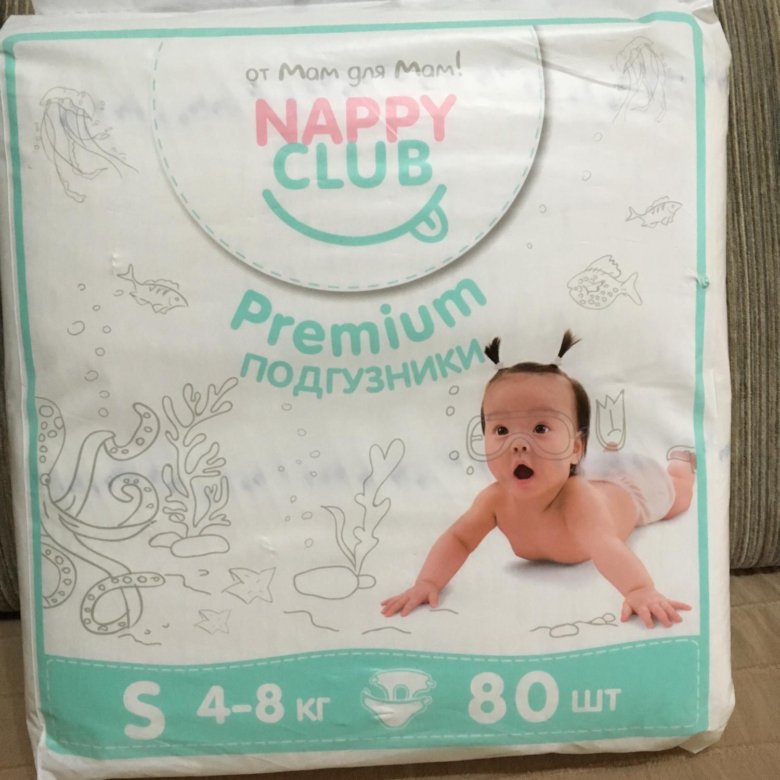 от Мам для Мам!
NAPPY
CLUB
Premium
ПОДГУЗНИКИ
S 4-8 кг 80 шт